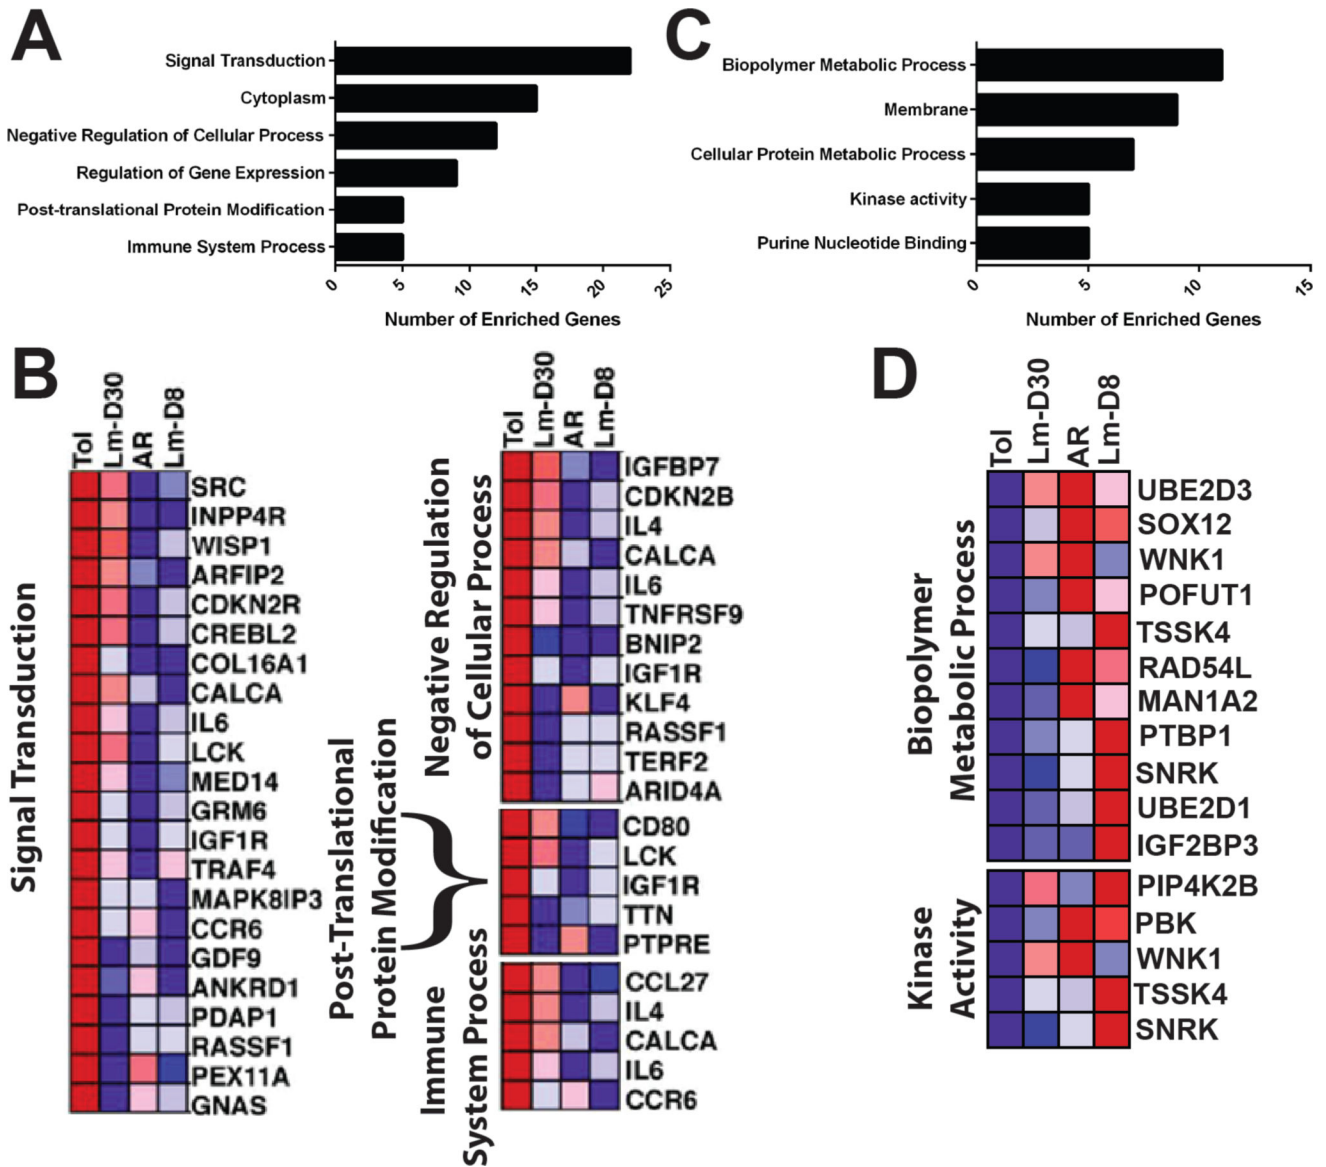 A
Signal Transduction
Cytoplasm
Negative Regulation of Cellular Process
Regulation of Gene Expression
Post-translational Protein Modification
Immune System Process
0 5 10 15 20 25
Number of Enriched Genes
C
Biopolymer Metabolic Process
Membrane
Cellular Protein Metabolic Process
Kinase activity
Purine Nucleotide Binding
0 5 10 15
Number of Enriched Genes
B
Tol Lm-D30 AR Lm-D8
Signal Transduction
SRC
INPP4R
WISP1
ARFIP2
CDKN2R
CREBL2
COL16A1
CALCA
IL6
LCK
MED14
GRM6
IGF1R
TRAF4
MAPK8IP3
CCR6
GDF9
ANKRD1
PDAP1
RASSF1
PEX11A
GNAS
Tol Lm-D30 AR Lm-D8
Negative Regulation
of Cellular Process
IGFBP7
CDKN2B
IL4
CALCA
IL6
TNFRSF9
BNIP2
IGF1R
KLF4
RASSF1
TERF2
ARID4A
Post-Translational
Protein Modification
CD80
LCK
IGF1R
TTN
PTPRE
Immune
System Process
CCL27
IL4
CALCA
IL6
CCR6
D
Tol Lm-D30 AR Lm-D8
Biopolymer
Metabolic Process
UBE2D3
SOX12
WNK1
POFUT1
TSSK4
RAD54L
MAN1A2
PTBP1
SNRK
UBE2D1
IGF2BP3
Kinase
Activity
PIP4K2B
PBK
WNK1
TSSK4
SNRK